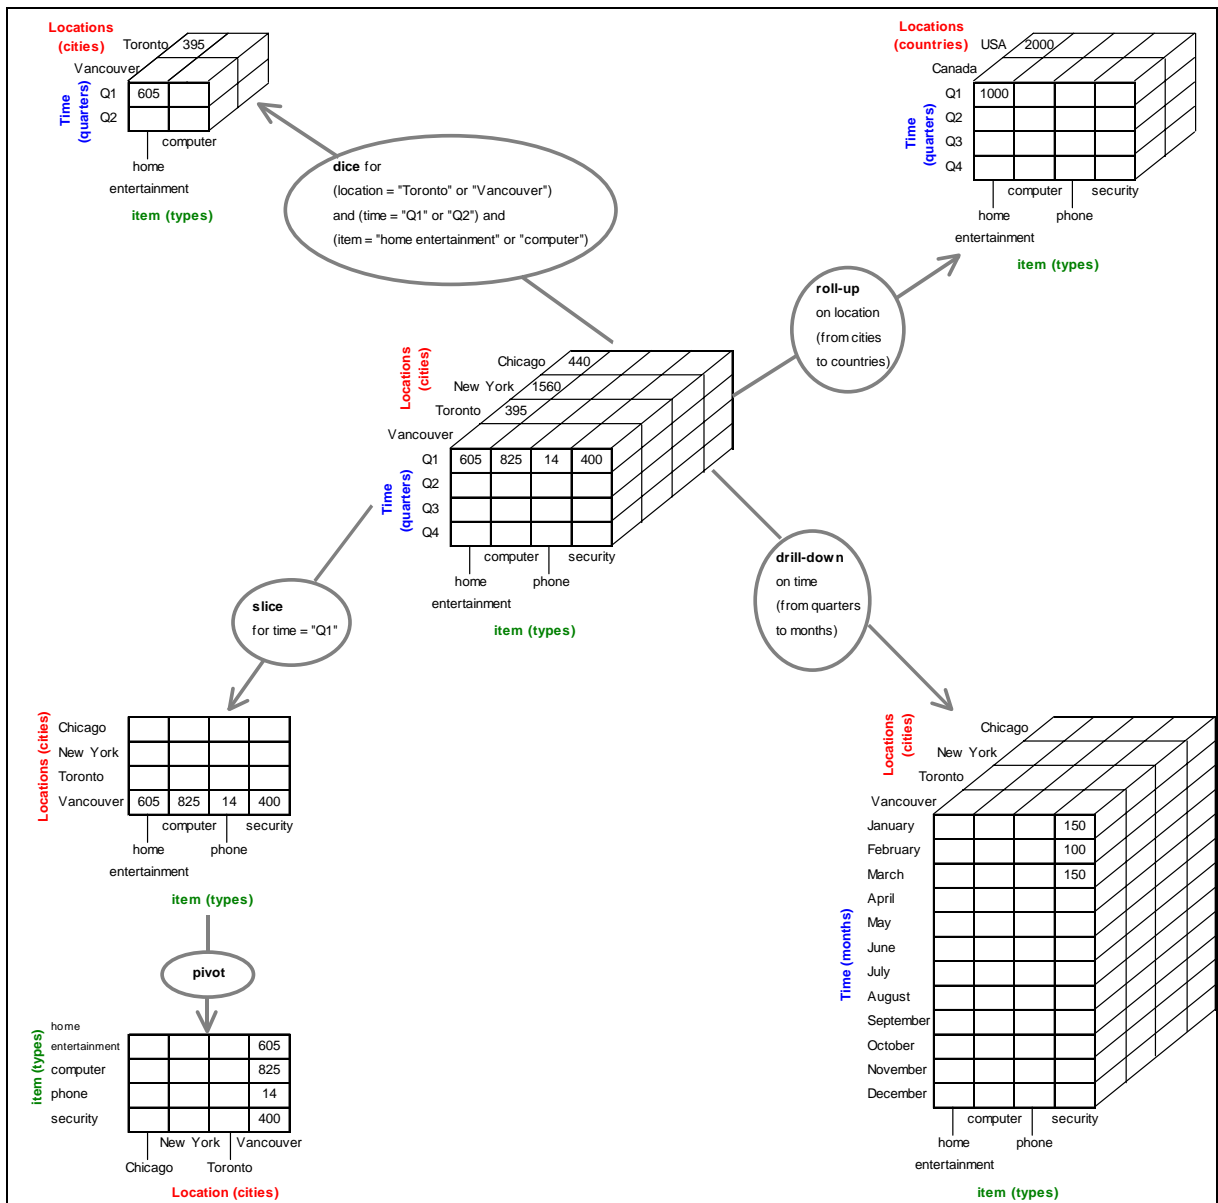 Locations
(cities)
Toronto 395
Vancouver
Time
(quarters)
Q1 605
Q2
computer
home
entertainment
item (types)
dice for
(location = "Toronto" or "Vancouver")
and (time = "Q1" or "Q2") and
(item = "home entertainment" or "computer")
Locations
(countries)
USA 2000
Canada
Time
(quarters)
Q1 1000
Q2
Q3
Q4
computer security
home phone
entertainment
item (types)
roll-up
on location
(from cities
to countries)
Locations
(cities)
Chicago 440
New York 1560
Toronto 395
Vancouver
Time
(quarters)
Q1 605 825 14 400
Q2
Q3
Q4
computer security
home phone
entertainment
item (types)
slice
for time = "Q1"
drill-down
on time
(from quarters
to months)
Locations (cities)
Chicago
New York
Toronto
Vancouver 605 825 14 400
computer security
home phone
entertainment
item (types)
pivot
item (types)
home
entertainment 605
computer 825
phone 14
security 400
New York Vancouver
Chicago Toronto
Location (cities)
Locations
(cities)
Chicago
New York
Toronto
Vancouver
Time (months)
January 150
February 100
March 150
April
May
June
July
August
September
October
November
December
computer security
home phone
entertainment
item (types)